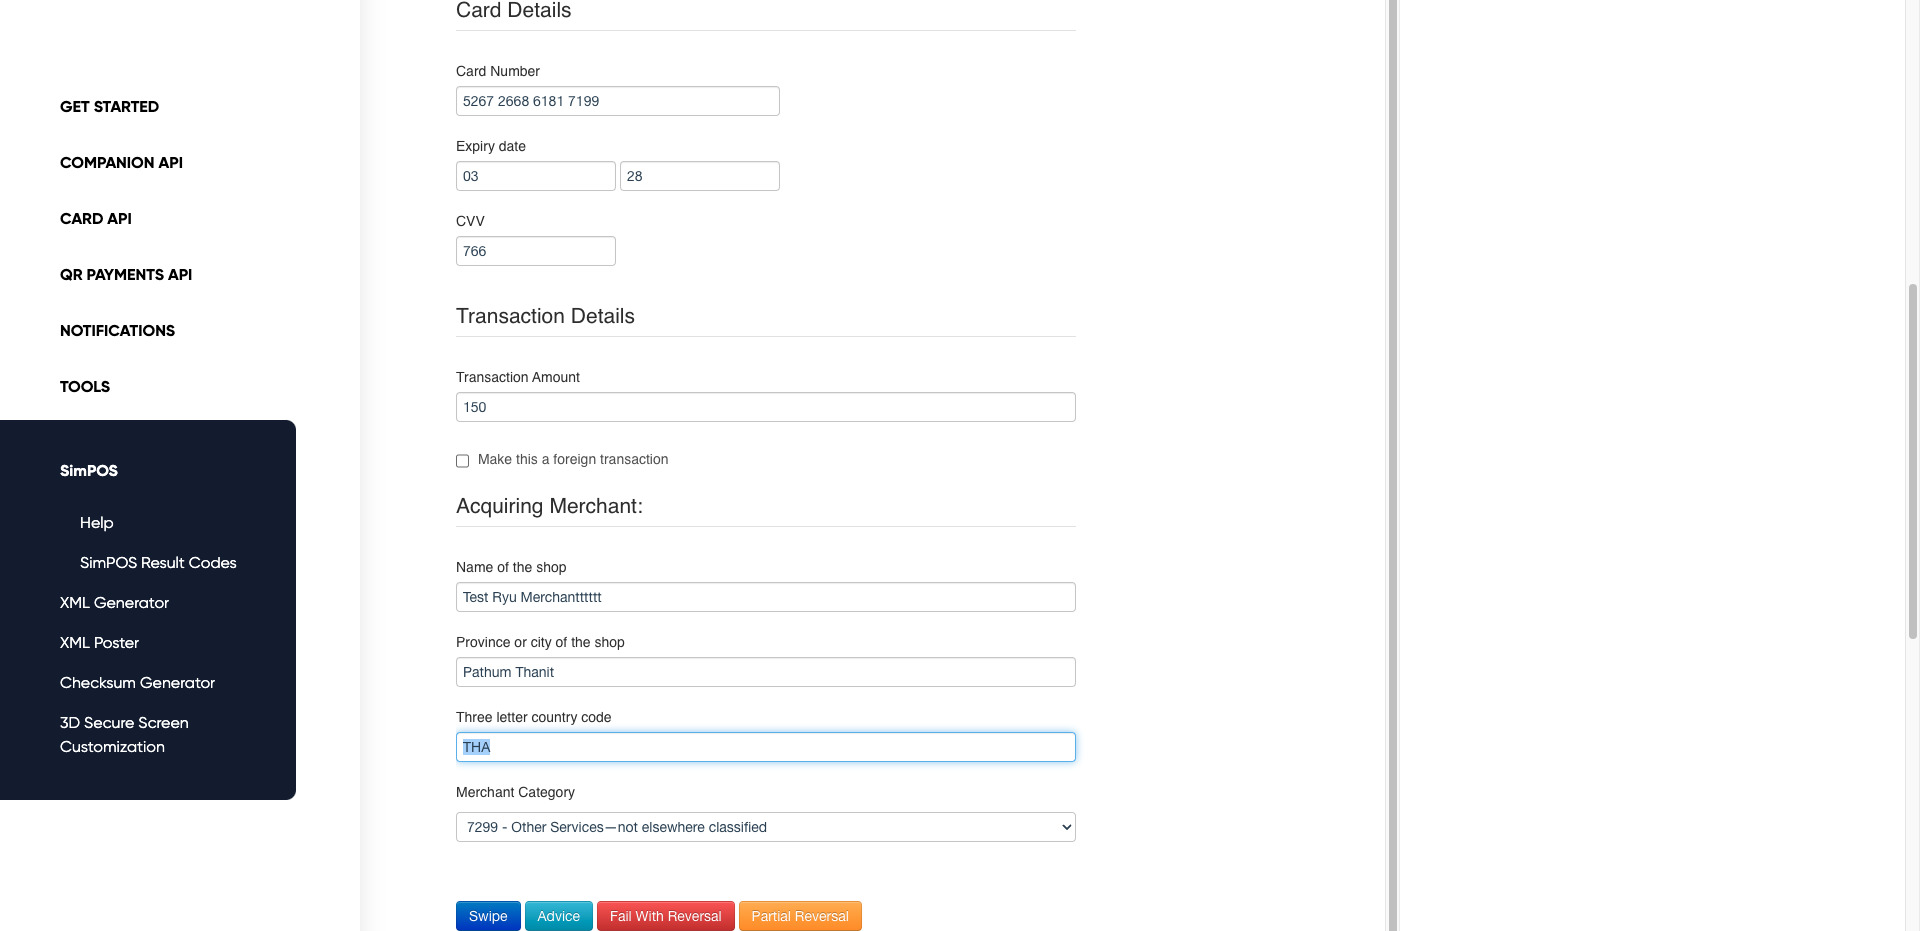 GET STARTED
COMPANION API
CARD API
QR PAYMENTS API
NOTIFICATIONS
TOOLS
SimPOS
Help
SimPOS Result Codes
XML Generator
XML Poster
Checksum Generator
3D Secure Screen
Customization
Card Details
Card Number
5267 2668 6181 7199
Expiry date
03 28
CVV
766
Transaction Details
Transaction Amount
150
Make this a foreign transaction
Acquiring Merchant:
Name of the shop
Test Ryu Merchantttttt
Province or city of the shop
Pathum Thanit
Three letter country code
THA
Merchant Category
7299 - Other Services—not elsewhere classified
Swipe Advice Fail With Reversal Partial Reversal